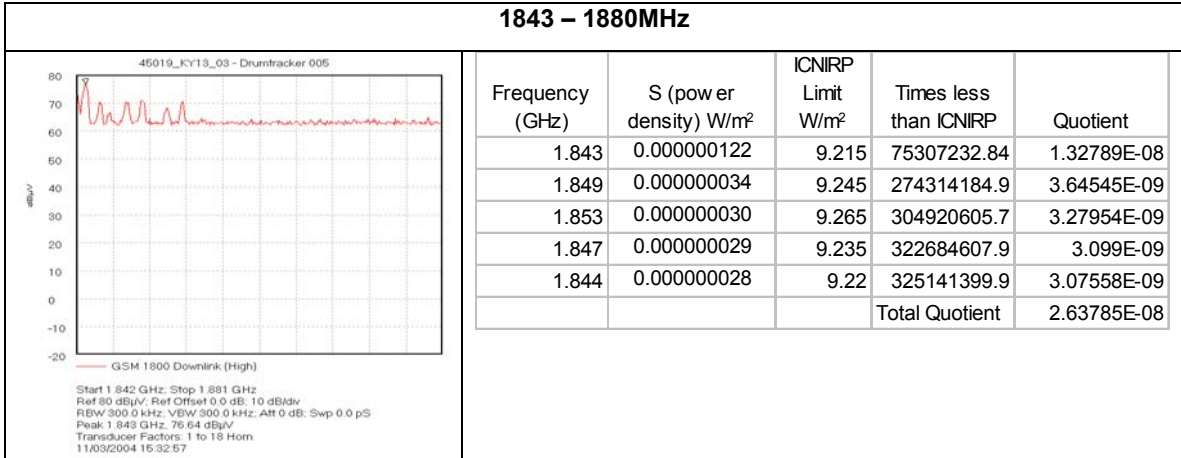 1843 – 1880MHz
45019_KY13_03 - Drumtracker 005
80
70
60
50
40
30
20
10
0
-10
-20
dBµV
GSM 1800 Downlink (High)
Start 1.842 GHz; Stop 1.881 GHz
Ref 80 dBµV; Ref Offset 0.0 dB; 10 dB/div
RBW 300.0 kHz; VBW 300.0 kHz; Att 0 dB; Swp 0.0 pS
Peak 1.843 GHz, 76.64 dBµV
Transducer Factors: 1 to 18 Horn
11/03/2004 15:32:57
Frequency (GHz) S (pow er density) W/m² ICNIRP Limit W/m² Times less than ICNIRP Quotient
1.843 0.000000122 9.215 75307232.84 1.32789E-08
1.849 0.000000034 9.245 274314184.9 3.64545E-09
1.853 0.000000030 9.265 304920605.7 3.27954E-09
1.847 0.000000029 9.235 322684607.9 3.099E-09
1.844 0.000000028 9.22 325141399.9 3.07558E-09
Total Quotient 2.63785E-08